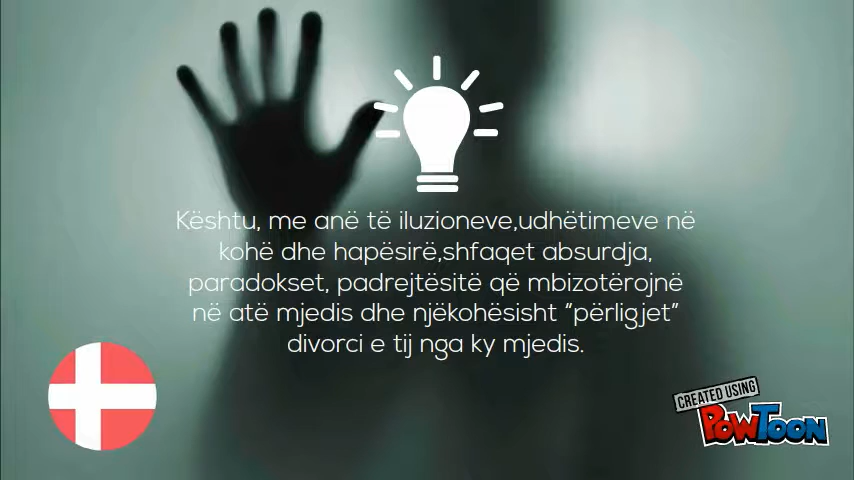 Kështu, me anë të iluzioneve,udhëtimeve në
kohë dhe hapësirë,shfaqet absurdja,
paradokset, padrejtësitë që mbizotërojnë
në atë mjedis dhe njëkohësisht “përligjet”
divorci e tij nga ky mjedis.
CREATED USING
POWTOON